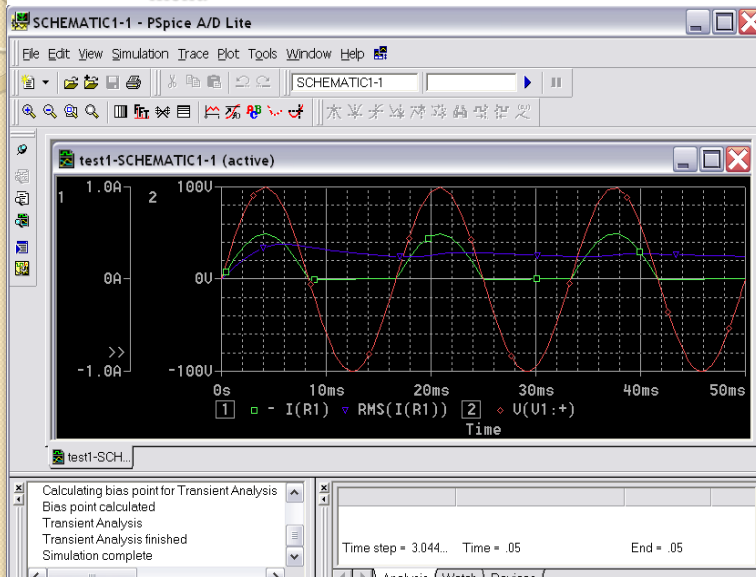 SCHEMATIC1-1 - PSpice A/D Lite
File Edit View Simulation Trace Plot Tools Window Help
SCHEMATIC1-1
test1-SCHEMATIC1-1 (active)
1 1.0A 2 100V
0A 0V
>>
-1.0A -100V
0s 10ms 20ms 30ms 40ms 50ms
1 - I(R1) RMS(I(R1)) 2 V(V1:+)
Time
test1-SCH...
Calculating bias point for Transient Analysis
Bias point calculated
Transient Analysis
Transient Analysis finished
Simulation complete
Time step = 3.044... Time = .05 End = .05
Analysis Watch Devices